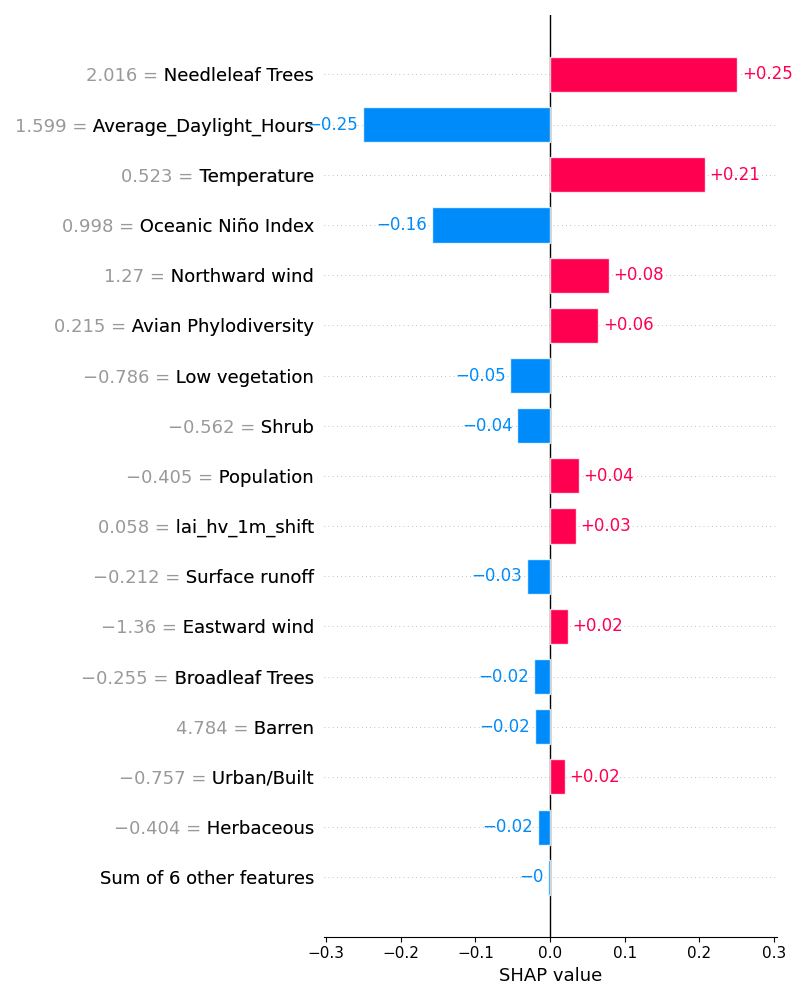 2.016 = Needleleaf Trees +0.25
1.599 = Average_Daylight_Hours −0.25
0.523 = Temperature +0.21
0.998 = Oceanic Niño Index −0.16
1.27 = Northward wind +0.08
0.215 = Avian Phylodiversity +0.06
−0.786 = Low vegetation −0.05
−0.562 = Shrub −0.04
−0.405 = Population +0.04
0.058 = lai_hv_1m_shift +0.03
−0.212 = Surface runoff −0.03
−1.36 = Eastward wind +0.02
−0.255 = Broadleaf Trees −0.02
4.784 = Barren −0.02
−0.757 = Urban/Built +0.02
−0.404 = Herbaceous −0.02
Sum of 6 other features −0
−0.3 −0.2 −0.1 0.0 0.1 0.2 0.3
SHAP value